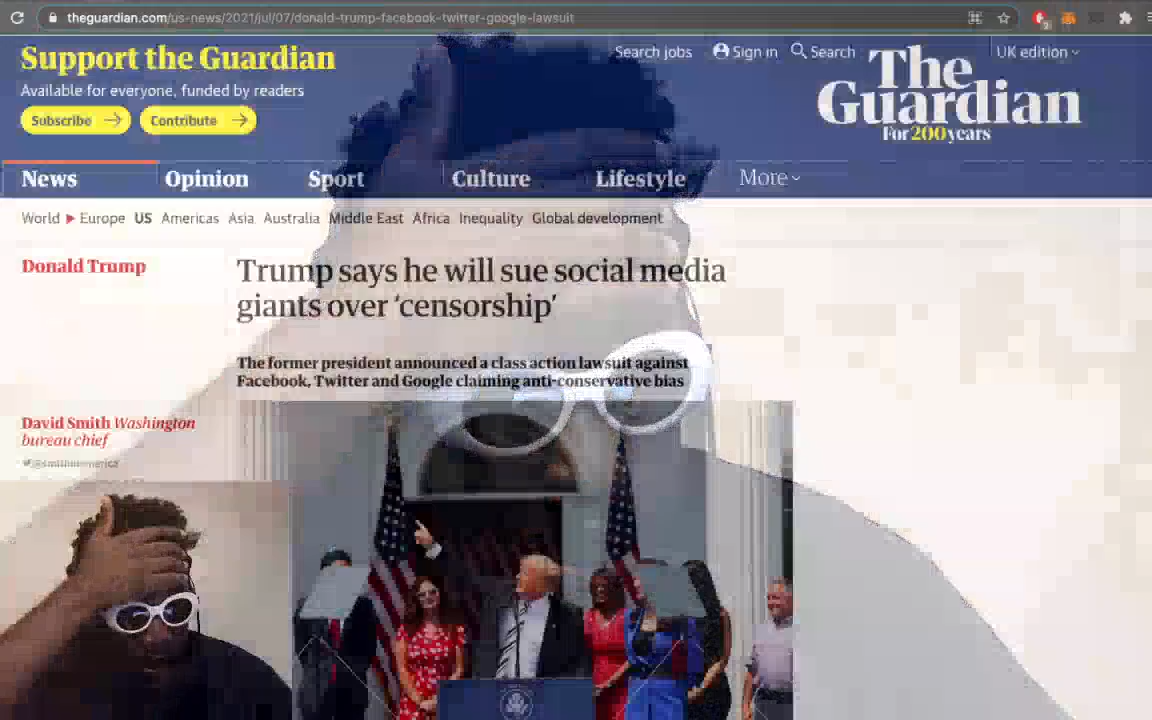 theguardian.com/us-news/2021/jul/07/donald-trump-facebook-twitter-google-lawsuit
Support the Guardian
Available for everyone, funded by readers
Subscribe
Contribute
Search jobs
Sign in
Search
UK edition
The
Guardian
For 200 years
News
Opinion
Sport
Culture
Lifestyle
More
World
Europe
US
Americas
Asia
Australia
Middle East
Africa
Inequality
Global development
Donald Trump
Trump says he will sue social media
giants over ‘censorship’
The former president announced a class action lawsuit against
Facebook, Twitter and Google claiming anti-conservative bias
David Smith Washington
bureau chief
@smithinamerica